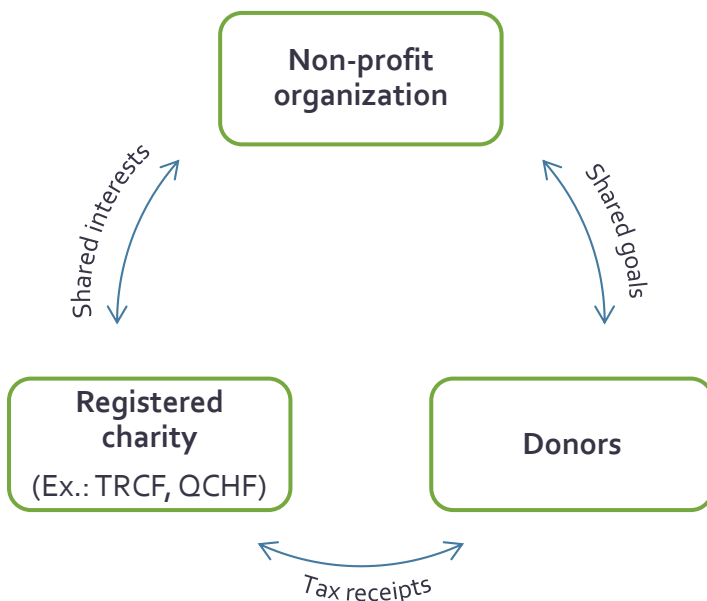 Non-profit
organization
Shared interests
Shared goals
Registered
charity
(Ex.: TRCF, QCHF)
Donors
Tax receipts